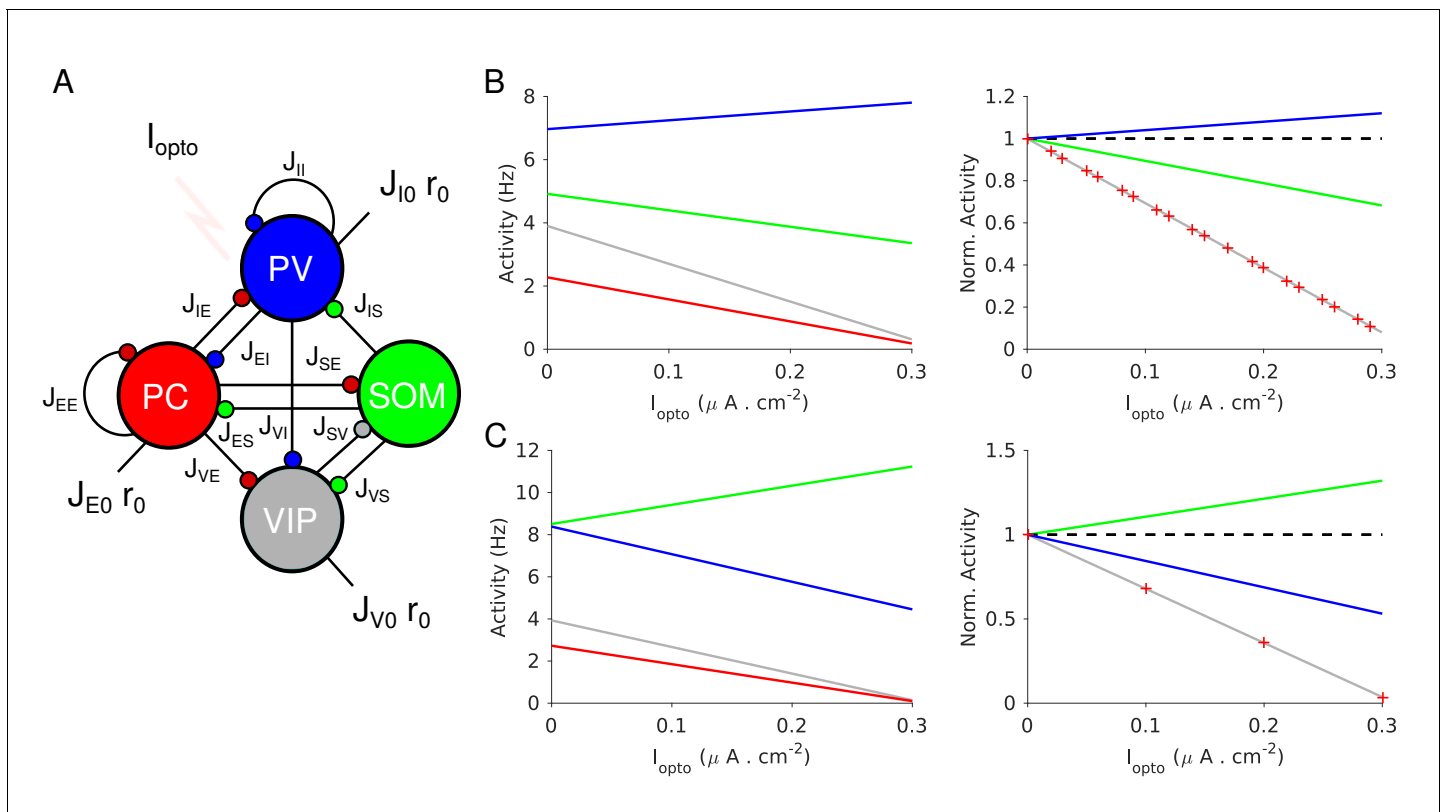 A
I_opto
J_II
J_I0 r_0
PV
J_IE
J_IS
J_EI
J_SE
J_EE
PC
SOM
J_ES
J_VI
J_SV
J_VE
J_VS
J_E0 r_0
VIP
J_V0 r_0
B
8
6
4
2
0
Activity (Hz)
0
0.1
0.2
0.3
I_opto (μ A . cm^-2)
1.2
1
0.8
0.6
0.4
0.2
0
Norm. Activity
0
0.1
0.2
0.3
I_opto (μ A . cm^-2)
C
12
10
8
6
4
2
0
Activity (Hz)
0
0.1
0.2
0.3
I_opto (μ A . cm^-2)
1.5
1
0.5
0
Norm. Activity
0
0.1
0.2
0.3
I_opto (μ A . cm^-2)